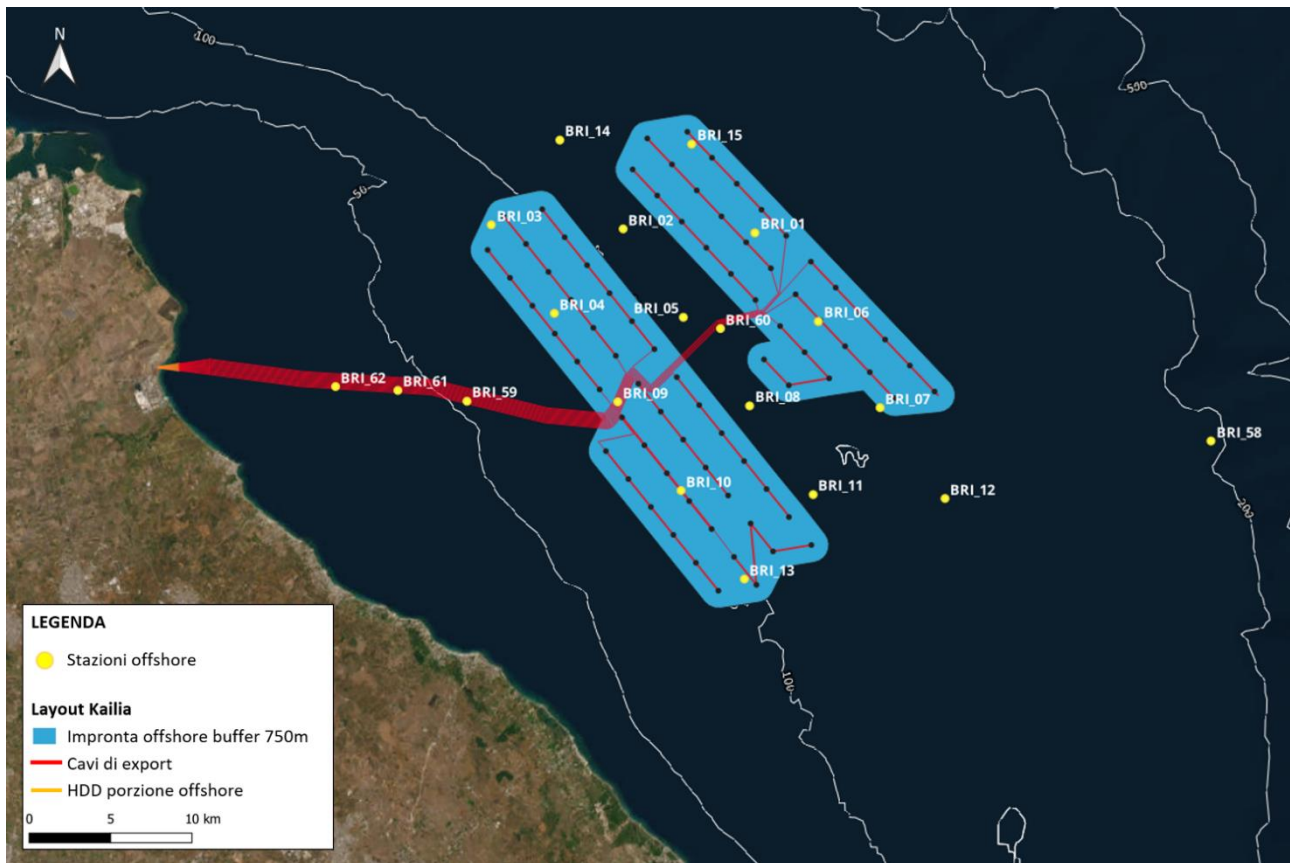 N
100
500
BRI_14
BRI_15
50
BRI_03
BRI_02
BRI_01
BRI_04
BRI_05
BRI_60
BRI_06
BRI_62
BRI_61
BRI_59
BRI_09
BRI_08
BRI_07
BRI_58
BRI_10
BRI_11
BRI_12
200
BRI_13
100
LEGENDA
Stazioni offshore
Layout Kailia
Impronta offshore buffer 750m
Cavi di export
HDD porzione offshore
0 5 10 km